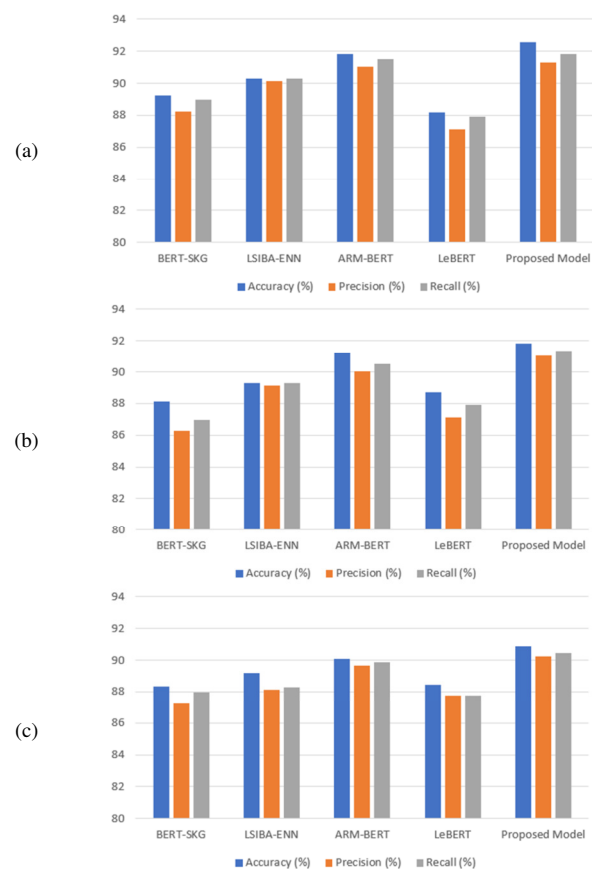 94
92
90
88
86
84
82
80
(a)
BERT-SKG LSIBA-ENN ARM-BERT LeBERT Proposed Model
Accuracy (%) Precision (%) Recall (%)
94
92
90
88
86
84
82
80
(b)
BERT-SKG LSIBA-ENN ARM-BERT LeBERT Proposed Model
Accuracy (%) Precision (%) Recall (%)
94
92
90
88
86
84
82
80
(c)
BERT-SKG LSIBA-ENN ARM-BERT LeBERT Proposed Model
Accuracy (%) Precision (%) Recall (%)